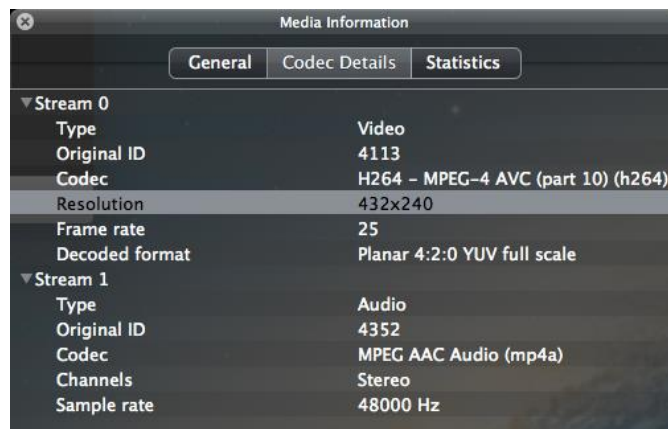 Media Information
General Codec Details Statistics
Stream 0
Type Video
Original ID 4113
Codec H264 – MPEG-4 AVC (part 10) (h264)
Resolution 432x240
Frame rate 25
Decoded format Planar 4:2:0 YUV full scale
Stream 1
Type Audio
Original ID 4352
Codec MPEG AAC Audio (mp4a)
Channels Stereo
Sample rate 48000 Hz